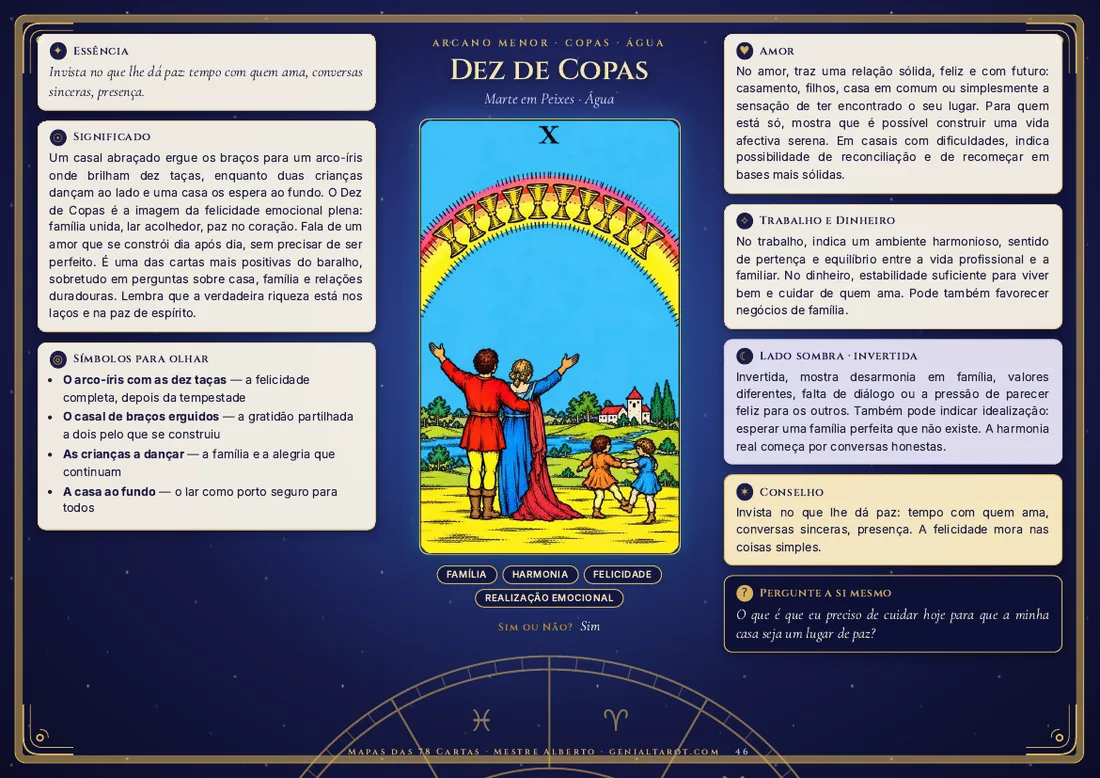 Essência
Invista no que lhe dá paz: tempo com quem ama, conversas
sinceras, presença.
Significado
Um casal abraçado ergue os braços para um arco-íris
onde brilham dez taças, enquanto duas crianças
dançam ao lado e uma casa os espera ao fundo. O Dez
de Copas é a imagem da felicidade emocional plena:
família unida, lar acolhedor, paz no coração. Fala de um
amor que se constrói dia após dia, sem precisar de ser
perfeito. É uma das cartas mais positivas do baralho,
sobretudo em perguntas sobre casa, família e relações
duradouras. Lembra que a verdadeira riqueza está nos
laços e na paz de espírito.
Símbolos para olhar
• O arco-íris com as dez taças — a felicidade
completa, depois da tempestade
• O casal de braços erguidos — a gratidão partilhada
a dois pelo que se construiu
• As crianças a dançar — a família e a alegria que
continuam
• A casa ao fundo — o lar como porto seguro para
todos
Arcano Menor · Copas · Água
Dez de Copas
Marte em Peixes · Água
X
FAMÍLIA
HARMONIA
FELICIDADE
REALIZAÇÃO EMOCIONAL
Sim ou Não? Sim
Amor
No amor, traz uma relação sólida, feliz e com futuro:
casamento, filhos, casa em comum ou simplesmente a
sensação de ter encontrado o seu lugar. Para quem
está só, mostra que é possível construir uma vida
afectiva serena. Em casais com dificuldades, indica
possibilidade de reconciliação e de recomeçar em
bases mais sólidas.
Trabalho e Dinheiro
No trabalho, indica um ambiente harmonioso, sentido
de pertença e equilíbrio entre a vida profissional e a
familiar. No dinheiro, estabilidade suficiente para viver
bem e cuidar de quem ama. Pode também favorecer
negócios de família.
Lado sombra · invertida
Invertida, mostra desarmonia em família, valores
diferentes, falta de diálogo ou a pressão de parecer
feliz para os outros. Também pode indicar idealização:
esperar uma família perfeita que não existe. A harmonia
real começa por conversas honestas.
Conselho
Invista no que lhe dá paz: tempo com quem ama,
conversas sinceras, presença. A felicidade mora nas
coisas simples.
?
Pergunte a si mesmo
O que é que eu preciso de cuidar hoje para que a minha
casa seja um lugar de paz?
Mapas das 78 Cartas · Mestre Alberto · genialtarot.com 46